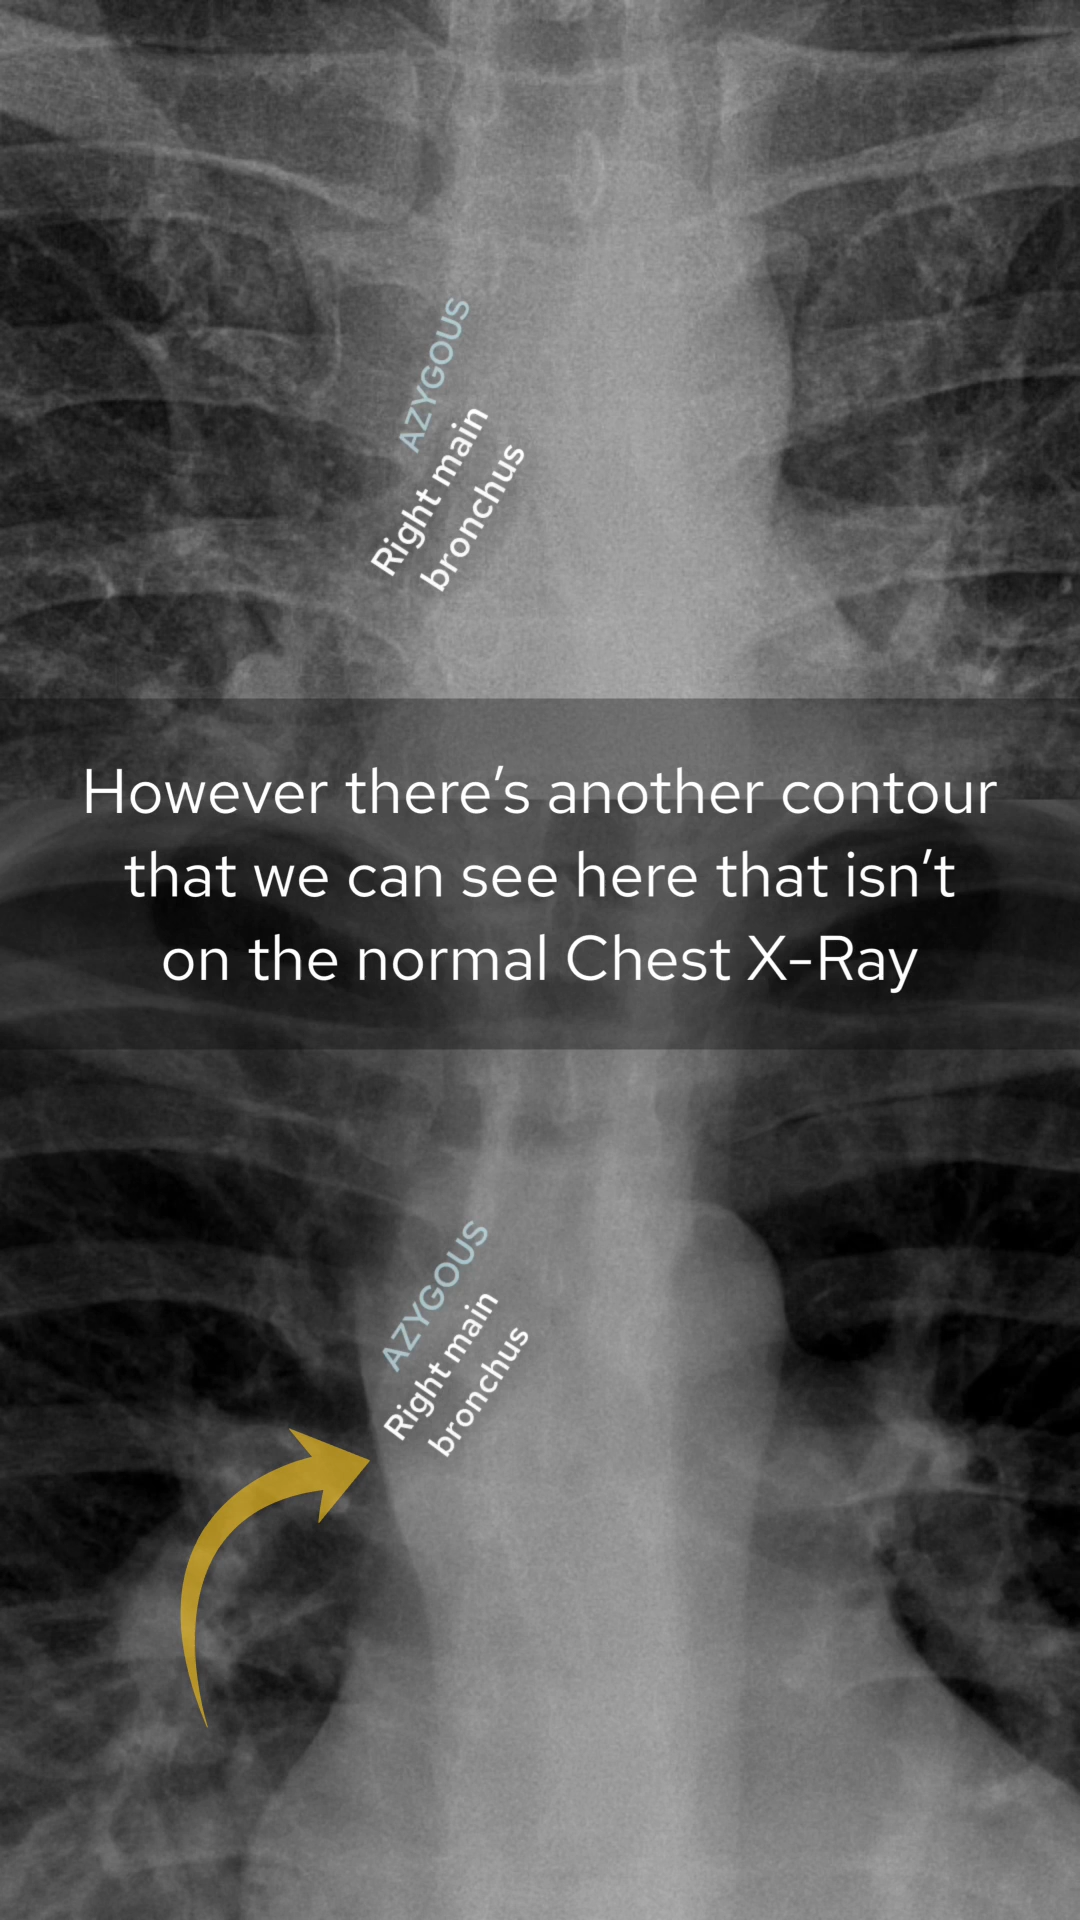 AZYGOUS
Right main
bronchus
However there’s another contour
that we can see here that isn’t
on the normal Chest X-Ray
AZYGOUS
Right main
bronchus